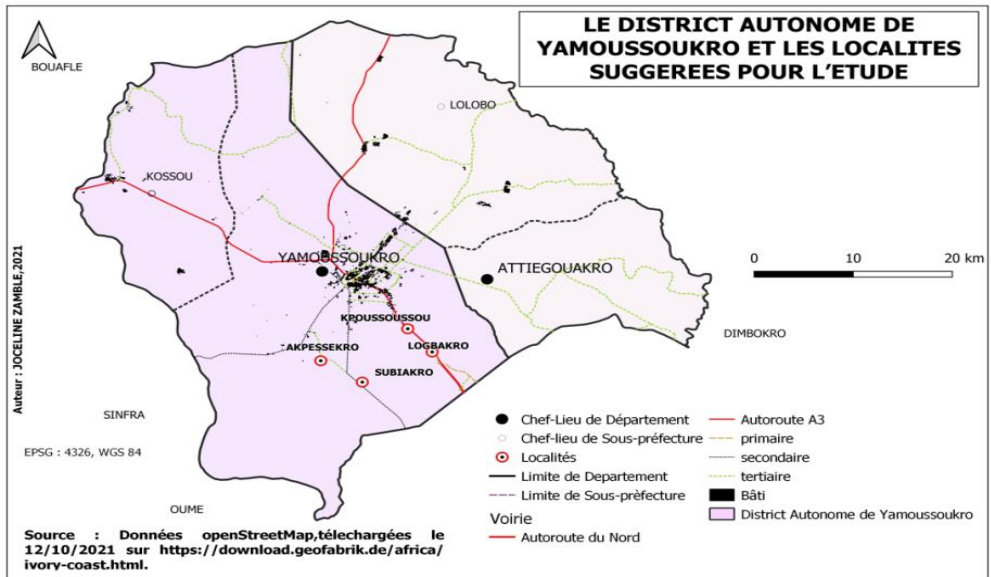 LE DISTRICT AUTONOME DE
YAMOUSSOUKRO ET LES LOCALITES
SUGGEREES POUR L'ETUDE
BOUAFLE
LOLOBO
KOSSOU
YAMOUSSOUKRO
ATTIEGOUAKRO
0 10 20 km
KPOUSSOUSSOU
DIMBOKRO
AKPESSEKRO
LOGBAKRO
SUBIAKRO
Auteur : JOCELINE ZAMBLE,2021
SINFRA
EPSG : 4326, WGS 84
OUME
Chef-Lieu de Département
Chef-lieu de Sous-préfecture
Localités
Limite de Departement
Limite de Sous-prèfecture
Voirie
Autoroute du Nord
Autoroute A3
primaire
secondaire
tertiaire
Bâti
District Autonome de Yamoussoukro
Source : Données openStreetMap,télechargées le
12/10/2021 sur https://download.geofabrik.de/africa/
ivory-coast.html.